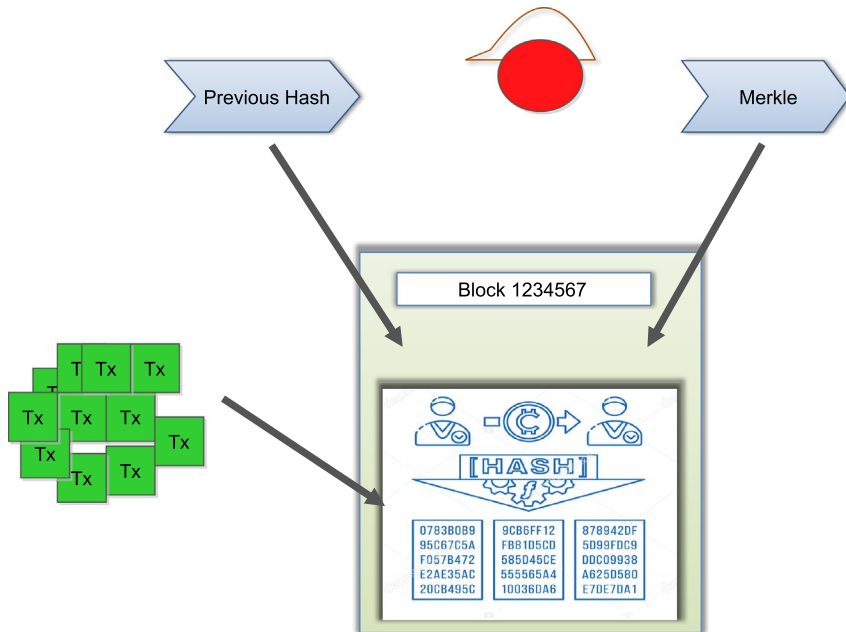 Previous Hash
Merkle
Block 1234567
Tx
Tx
Tx
Tx
Tx
Tx
Tx
Tx
Tx
Tx
[HASH]
f
0783B0B9
95C67C5A
F057B472
E2AE35AC
20CB495C
9CB6FF12
FB81D5CD
585D45CE
555565A4
10036DA6
878942DF
5D99FDC9
DDC09938
A625D580
E7DE7DA1